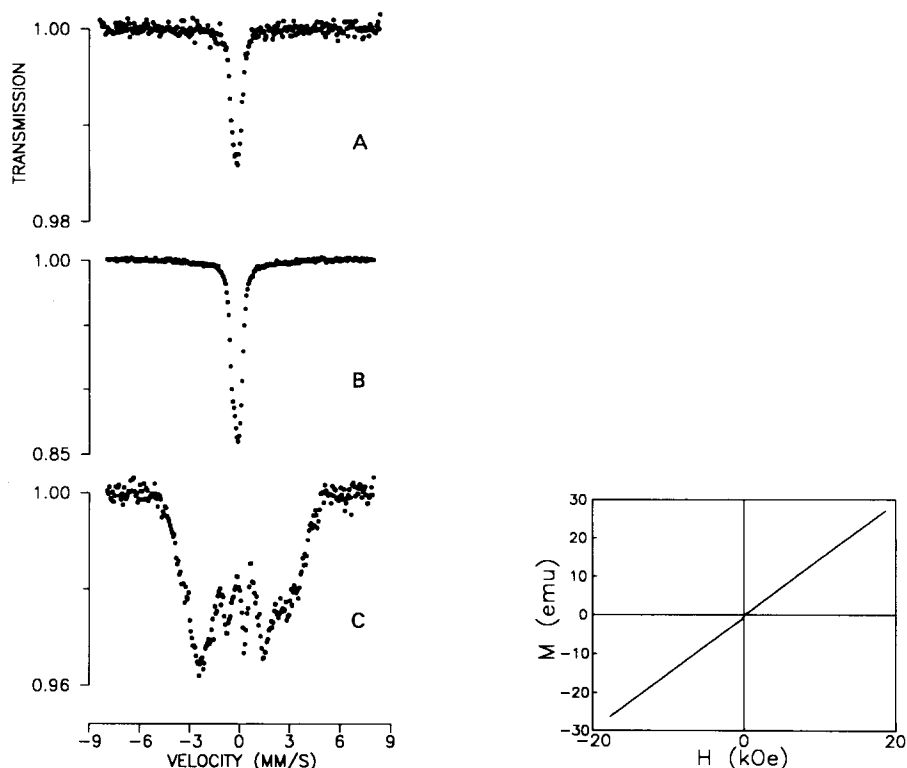 1.00
TRANSMISSION
A
0.98
1.00
B
0.85
1.00
C
0.96
-9 -6 -3 0 3 6 9
VELOCITY (MM/S)
30
20
10
0
-10
-20
-30
M (emu)
-20 0 20
H (kOe)